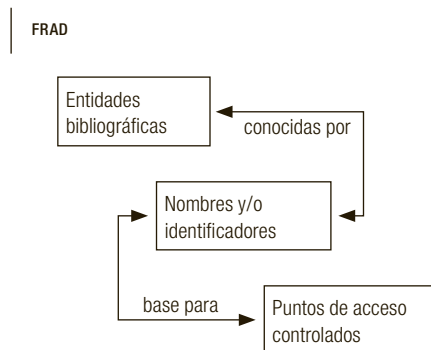 FRAD
Entidades
bibliográficas
conocidas por
Nombres y/o
identificadores
base para
Puntos de acceso
controlados